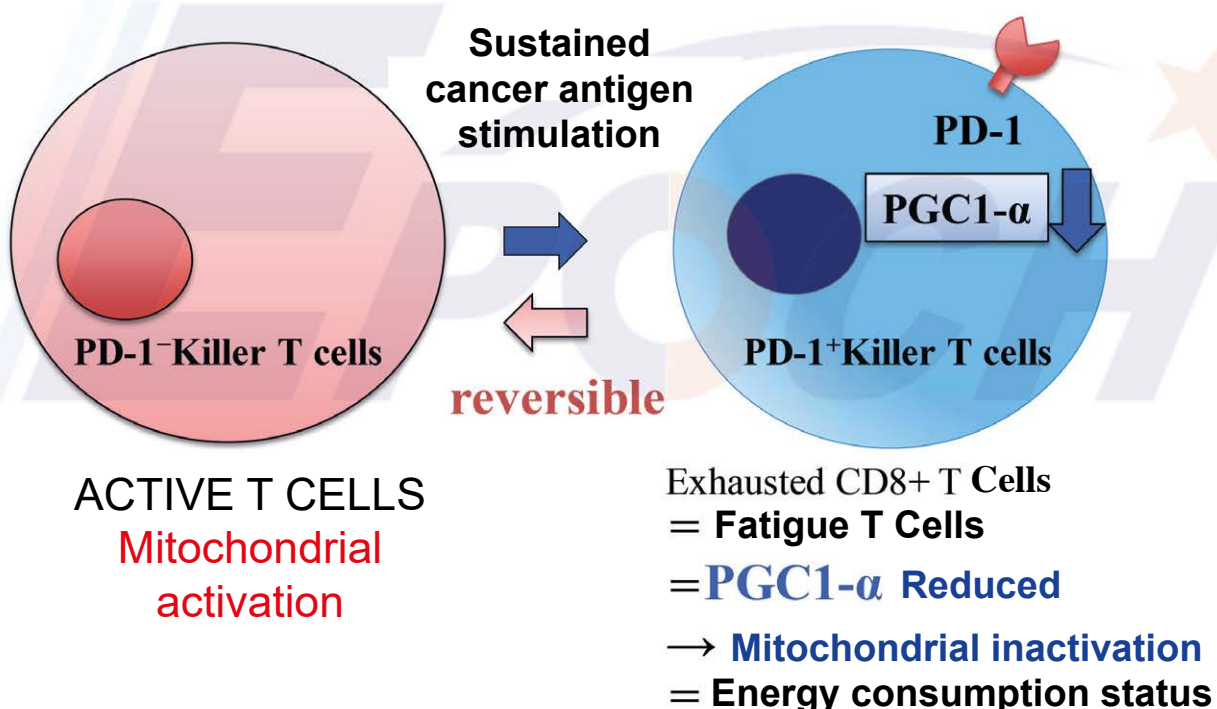 EPOCH
Sustained
cancer antigen
stimulation
PD-1
PGC1-α
PD-1⁻Killer T cells
PD-1⁺Killer T cells
reversible
ACTIVE T CELLS
Mitochondrial
activation
Exhausted CD8+ T Cells
= Fatigue T Cells
=PGC1-α Reduced
→ Mitochondrial inactivation
= Energy consumption status